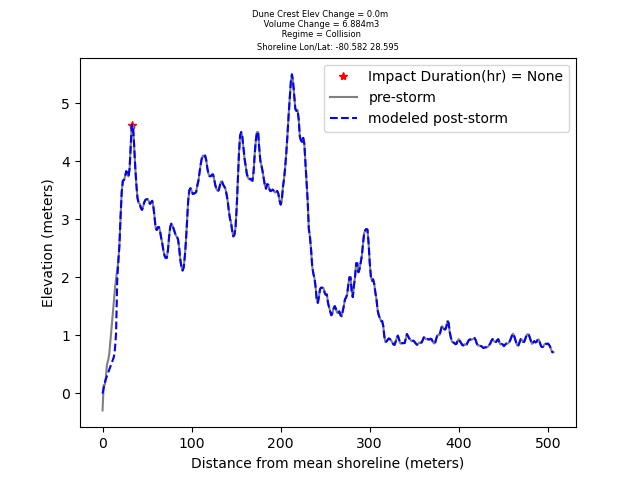 Dune Crest Elev Change = 0.0m
Volume Change = 6.884m3
Regime = Collision
Shoreline Lon/Lat: -80.582 28.595
Impact Duration(hr) = None
pre-storm
modeled post-storm
5
4
3
2
1
0
Elevation (meters)
0 100 200 300 400 500
Distance from mean shoreline (meters)